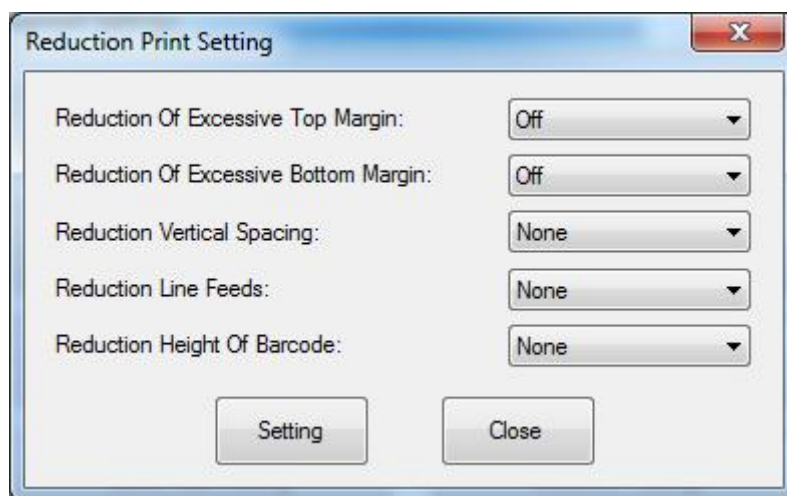 Reduction Print Setting
Reduction Of Excessive Top Margin: Off
Reduction Of Excessive Bottom Margin: Off
Reduction Vertical Spacing: None
Reduction Line Feeds: None
Reduction Height Of Barcode: None
Setting Close